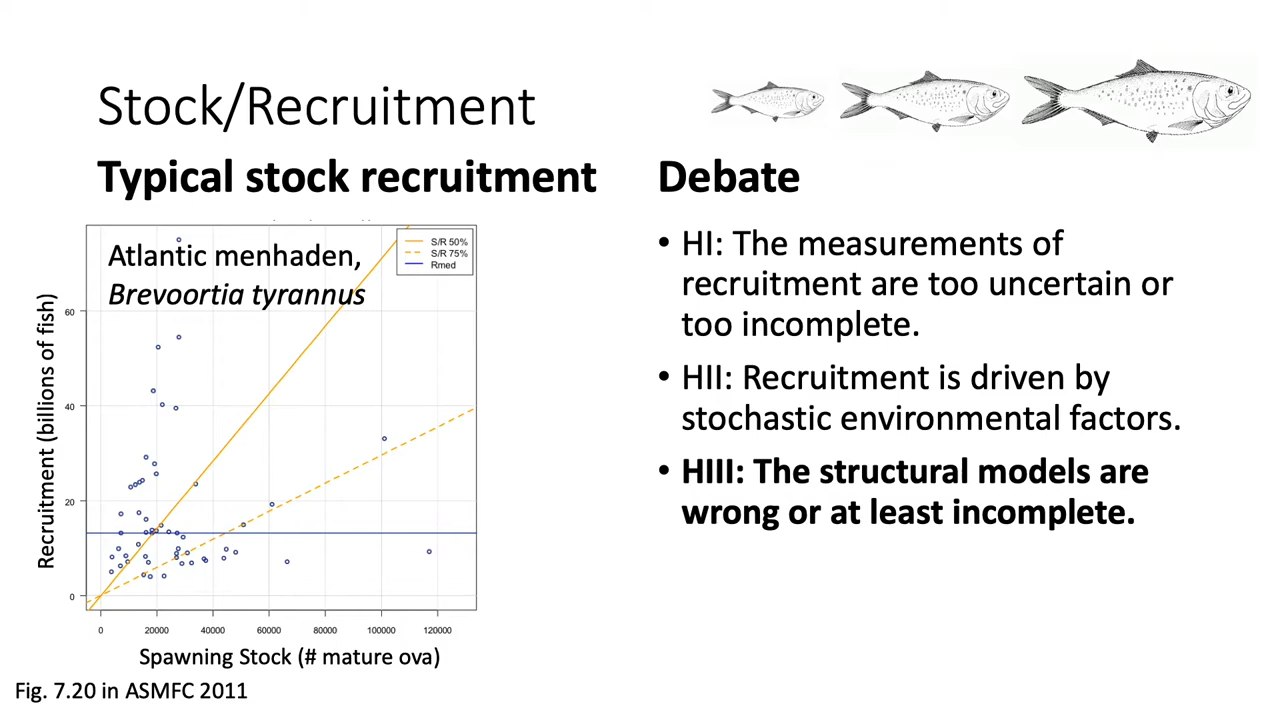 Stock/Recruitment
Typical stock recruitment
Atlantic menhaden,
Brevoortia tyrannus
S/R 50%
S/R 75%
Rmed
Recruitment (billions of fish)
60
40
20
0
0 20000 40000 60000 80000 100000 120000
Spawning Stock (# mature ova)
Fig. 7.20 in ASMFC 2011
Debate
• HI: The measurements of
recruitment are too uncertain or
too incomplete.
• HII: Recruitment is driven by
stochastic environmental factors.
• HIII: The structural models are
wrong or at least incomplete.